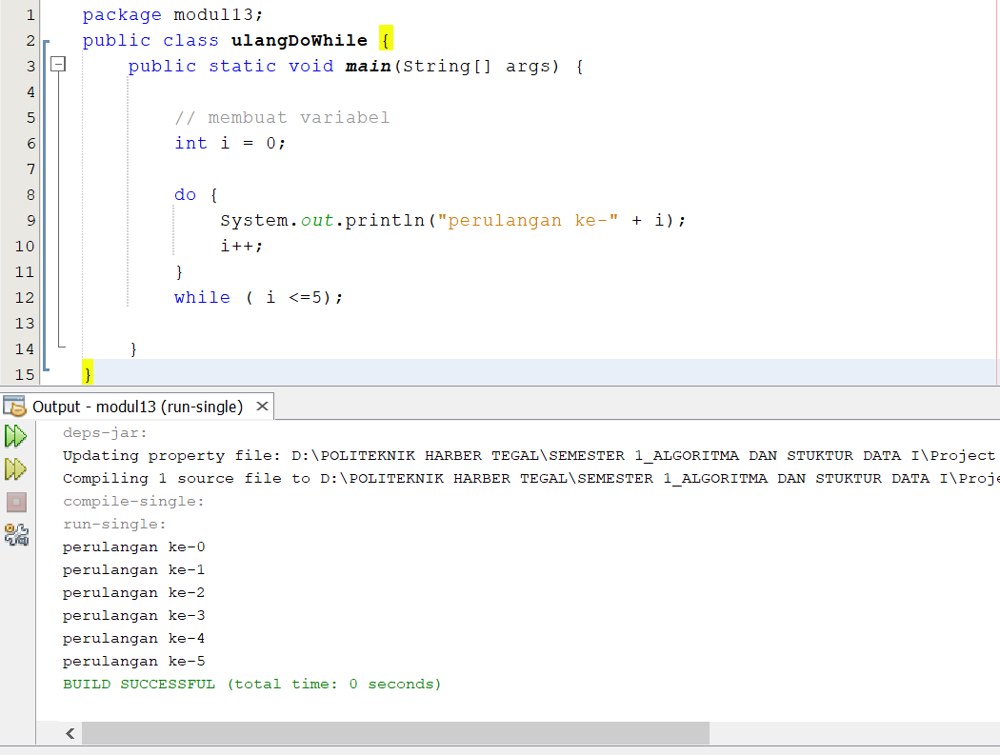 1 package modul13;
2 public class ulangDoWhile {
3 public static void main(String[] args) {
4
5 // membuat variabel
6 int i = 0;
7
8 do {
9 System.out.println("perulangan ke-" + i);
10 i++;
11 }
12 while ( i <=5);
13
14 }
15 }
Output - modul13 (run-single) ×
deps-jar:
Updating property file: D:\POLITEKNIK HARBER TEGAL\SEMESTER 1_ALGORITMA DAN STUKTUR DATA I\Project
Compiling 1 source file to D:\POLITEKNIK HARBER TEGAL\SEMESTER 1_ALGORITMA DAN STUKTUR DATA I\Proje
compile-single:
run-single:
perulangan ke-0
perulangan ke-1
perulangan ke-2
perulangan ke-3
perulangan ke-4
perulangan ke-5
BUILD SUCCESSFUL (total time: 0 seconds)